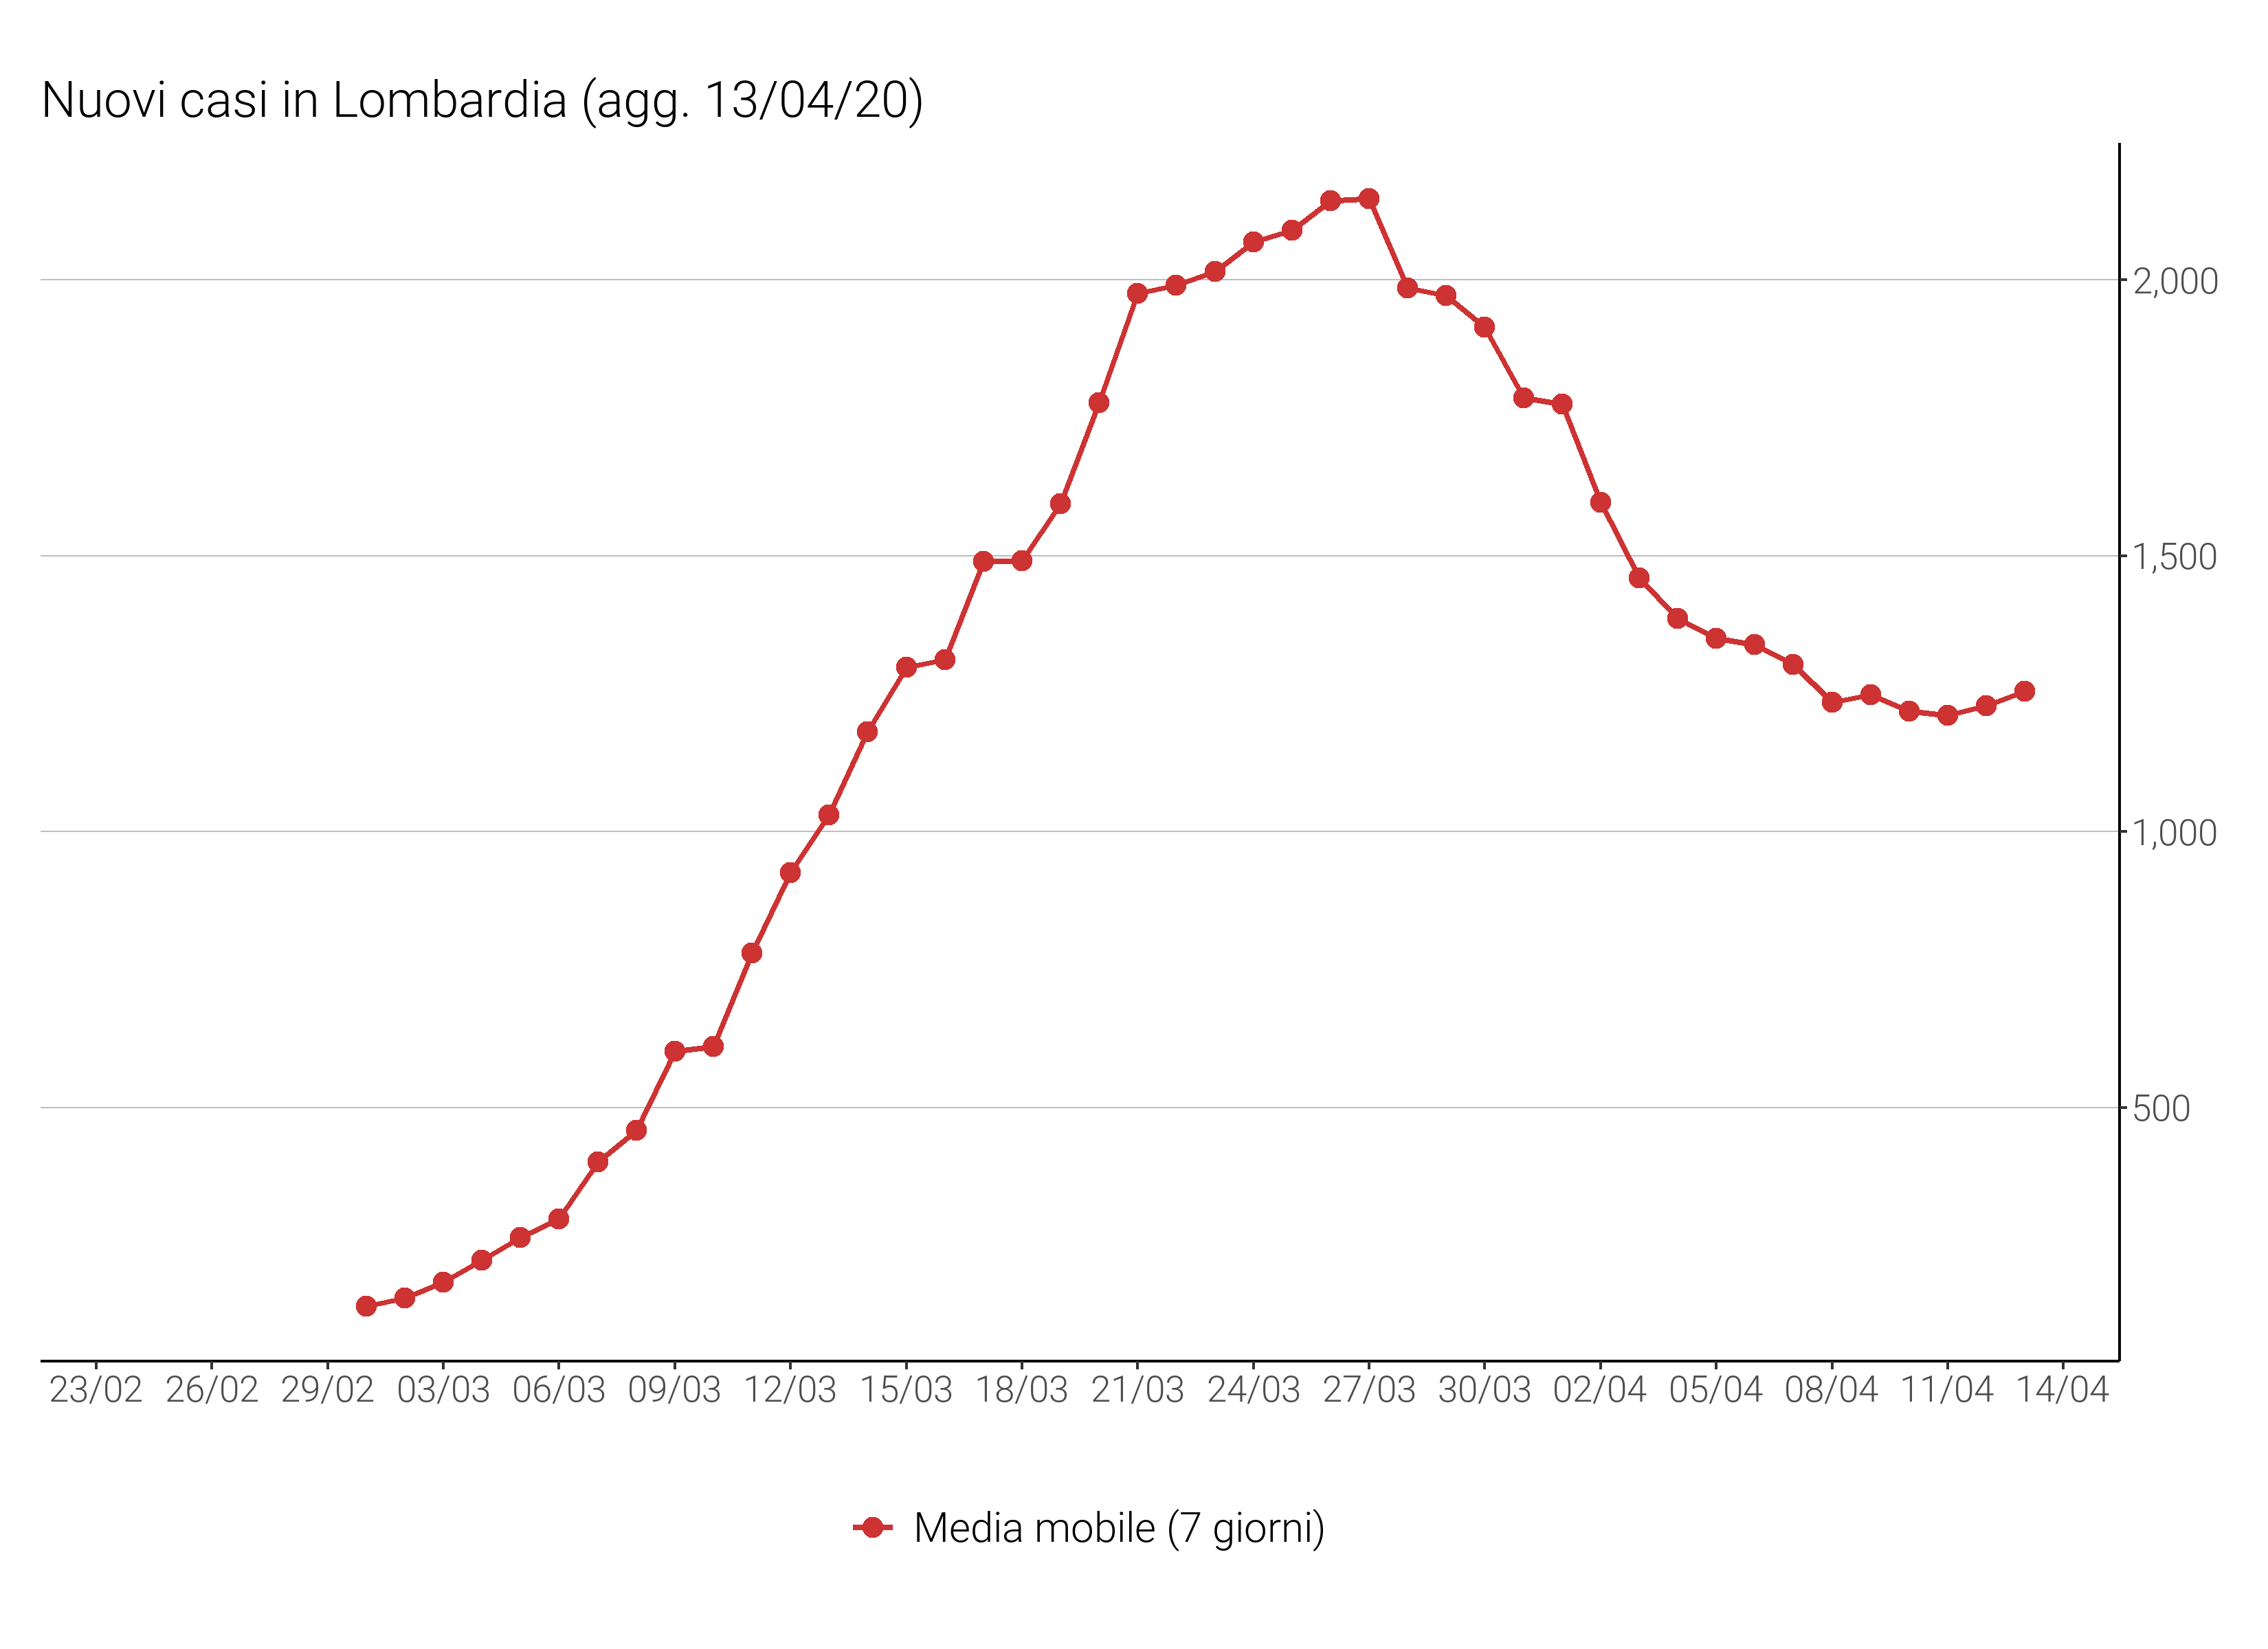 Nuovi casi in Lombardia (agg. 13/04/20)
2,000
1,500
1,000
500
23/02 26/02 29/02 03/03 06/03 09/03 12/03 15/03 18/03 21/03 24/03 27/03 30/03 02/04 05/04 08/04 11/04 14/04
Media mobile (7 giorni)